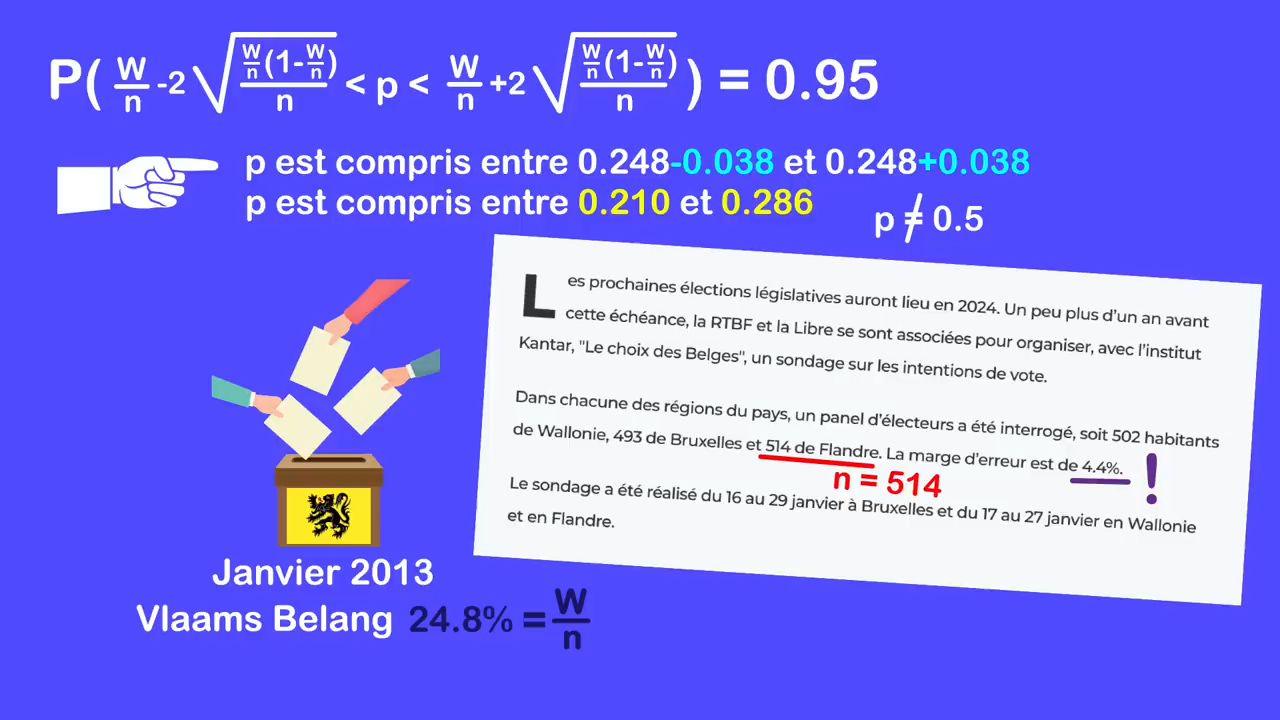 P( W/n -2 √(W/n(1-W/n)/n) < p < W/n +2 √(W/n(1-W/n)/n) ) = 0.95
p est compris entre 0.248-0.038 et 0.248+0.038
p est compris entre 0.210 et 0.286
p ≠ 0.5
Les prochaines élections législatives auront lieu en 2024. Un peu plus d'un an avant
cette échéance, la RTBF et la Libre se sont associées pour organiser, avec l'institut
Kantar, "Le choix des Belges", un sondage sur les intentions de vote.
Dans chacune des régions du pays, un panel d'électeurs a été interrogé, soit 502 habitants
de Wallonie, 493 de Bruxelles et 514 de Flandre. La marge d'erreur est de 4.4%. !
n = 514
Le sondage a été réalisé du 16 au 29 janvier à Bruxelles et du 17 au 27 janvier en Wallonie
et en Flandre.
Janvier 2013
Vlaams Belang 24.8% = W/n